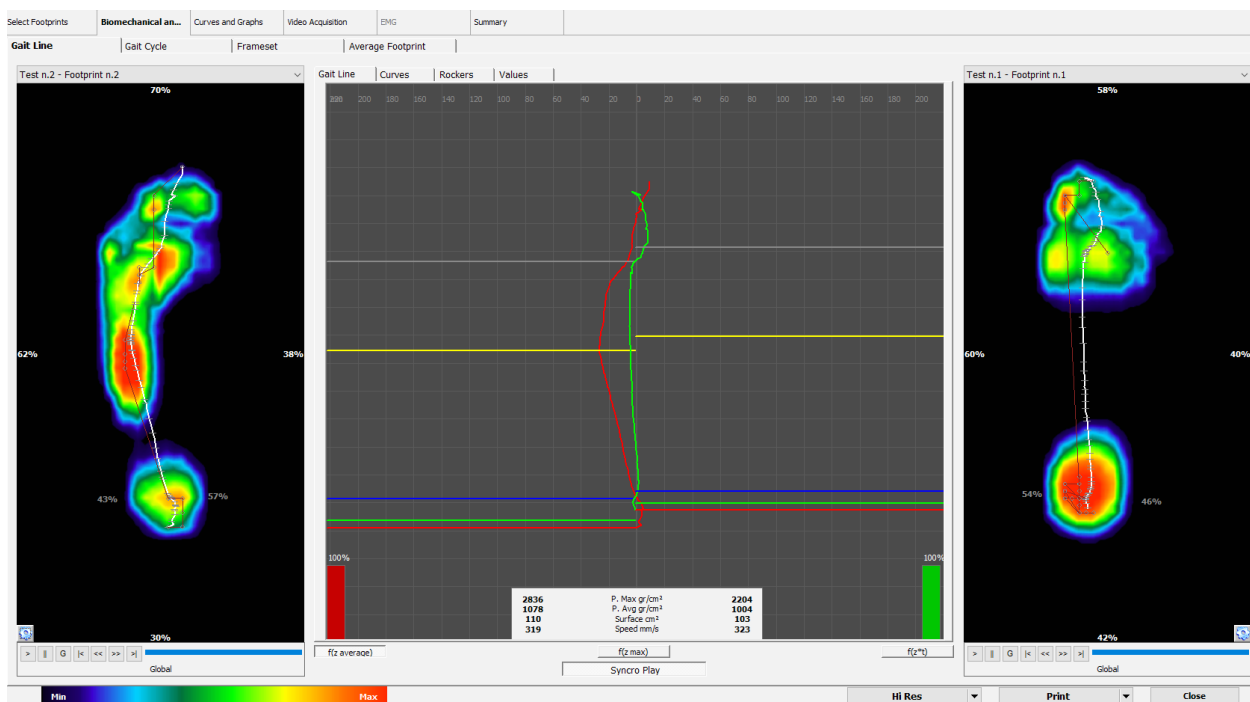 Select Footprints Biomechanical an... Curves and Graphs Video Acquisition EMG Summary
Gait Line Gait Cycle Frameset Average Footprint
Test n.2 - Footprint n.2
70%
62% 38%
43% 57%
30%
> || G |< << >> >|
Global
Gait Line Curves Rockers Values
200 180 160 140 120 100 80 60 40 20 0 20 40 60 80 100 120 140 160 180 200
100% 100%
2836 P. Max gr/cm² 2204
1078 P. Avg gr/cm² 1004
110 Surface cm² 103
319 Speed mm/s 323
f(z average) f(z max) f(z*t)
Syncro Play
Test n.1 - Footprint n.1
58%
60% 40%
54% 46%
42%
> || G |< << >> >|
Global
Min Max Hi Res Print Close